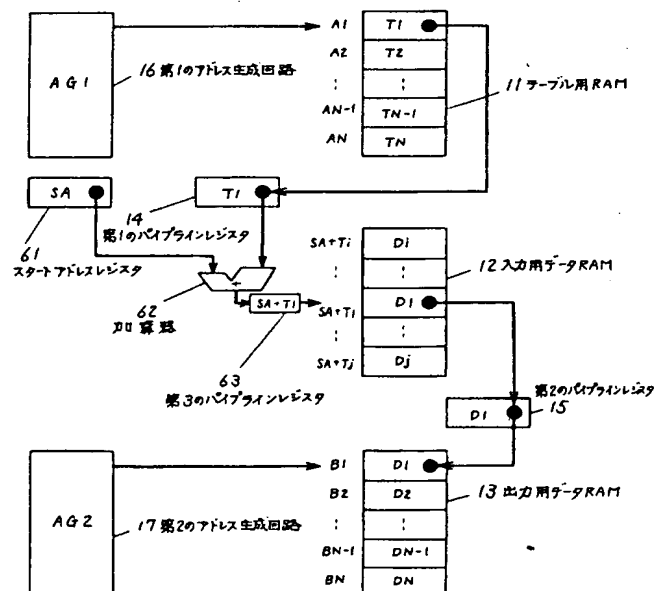 AG1
16 第1のアドレス生成回路
A1 T1
A2 T2
⋮ ⋮
AN-1 TN-1
AN TN
11 テーブル用RAM
SA
61
スタートアドレスレジスタ
T1
14
第1のパイプラインレジスタ
62
加算器
SA+T1
63
第3のパイプラインレジスタ
SA+Ti Di
⋮ ⋮
SA+T1 D1
⋮ ⋮
SA+Tj Dj
12 入力用データRAM
第2のパイプラインレジスタ
D1 15
AG2
17 第2のアドレス生成回路
B1 D1
B2 D2
⋮ ⋮
BN-1 DN-1
BN DN
13 出力用データRAM